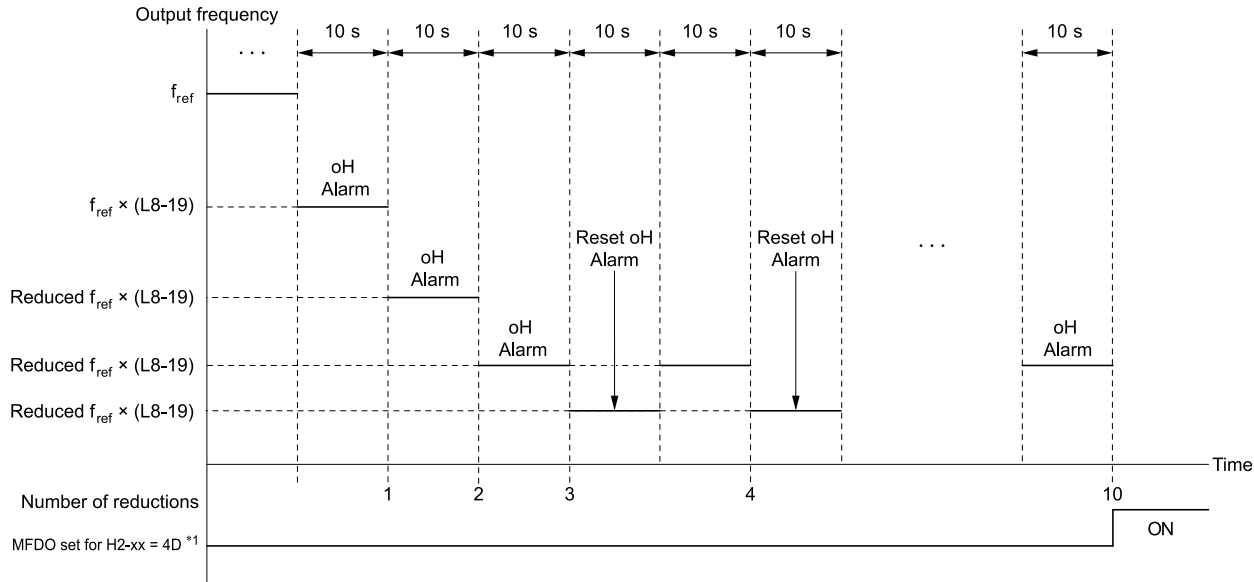 Output frequency
10 s 10 s 10 s 10 s 10 s 10 s 10 s
. . .
f_ref
oH
Alarm
f_ref × (L8-19)
oH
Alarm
Reset oH
Alarm
Reset oH
Alarm
. . .
Reduced f_ref × (L8-19)
oH
Alarm
oH
Alarm
Reduced f_ref × (L8-19)
Reduced f_ref × (L8-19)
Time
Number of reductions 1 2 3 4 10
MFDO set for H2-xx = 4D *1
ON